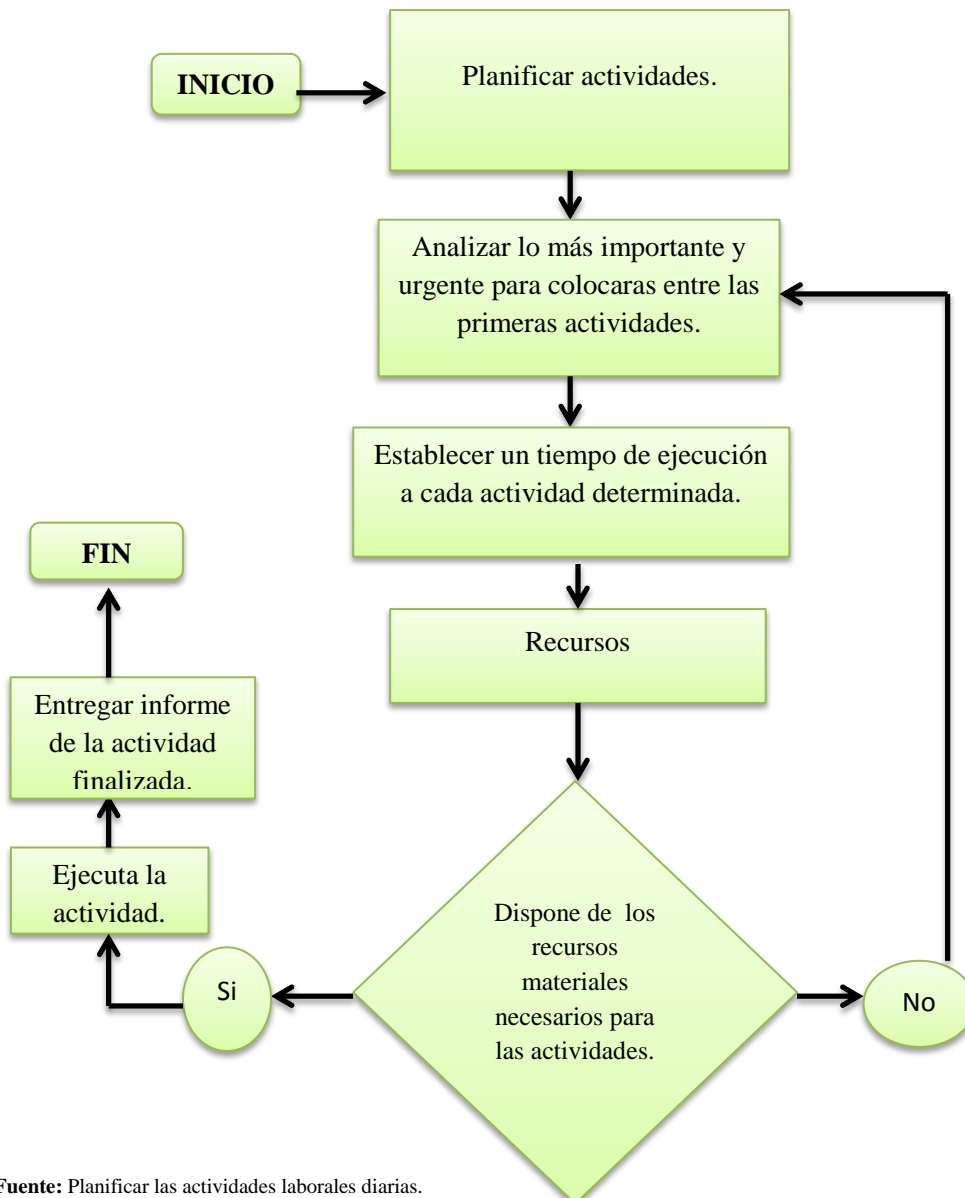 INICIO
Planificar actividades.
Analizar lo más importante y
urgente para colocaras entre las
primeras actividades.
Establecer un tiempo de ejecución
a cada actividad determinada.
FIN
Recursos
Entregar informe
de la actividad
finalizada.
Ejecuta la
actividad.
Dispone de los
recursos
materiales
necesarios para
las actividades.
Si
No
Fuente: Planificar las actividades laborales diarias.